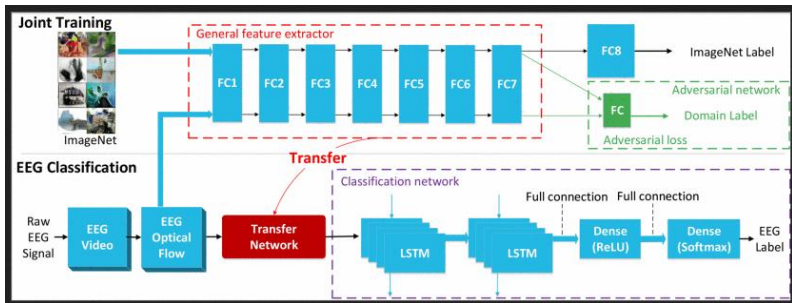 Joint Training
General feature extractor
ImageNet
FC1
FC2
FC3
FC4
FC5
FC6
FC7
FC8
ImageNet Label
Adversarial network
FC
Domain Label
Adversarial loss
Transfer
EEG Classification
Classification network
Raw
EEG
Signal
EEG
Video
EEG
Optical
Flow
Transfer
Network
LSTM
LSTM
Full connection
Full connection
Dense
(ReLU)
Dense
(Softmax)
EEG
Label